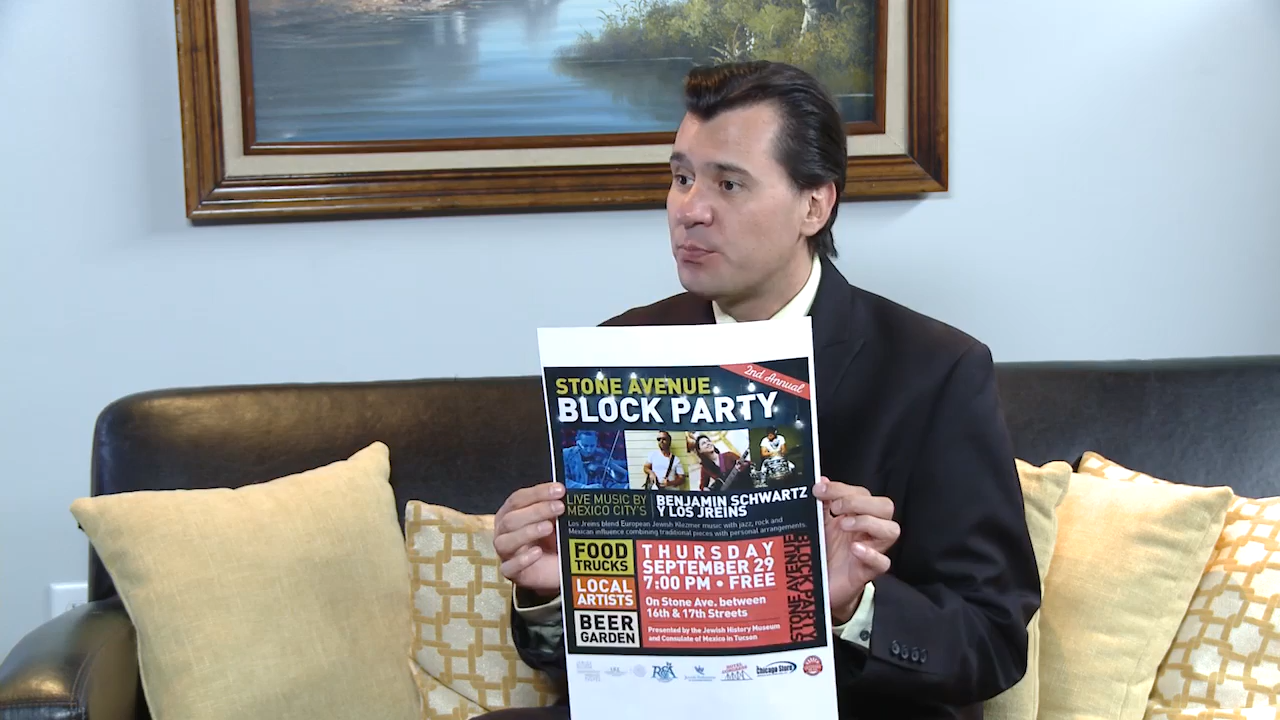 2nd Annual
STONE AVENUE
BLOCK PARTY
LIVE MUSIC BY
MEXICO CITY'S
BENJAMIN SCHWARTZ
Y LOS JREINS
Los Jreins blend European Jewish Klezmer music with jazz, rock and
Mexican influence combining traditional pieces with personal arrangements.
FOOD
TRUCKS
LOCAL
ARTISTS
BEER
GARDEN
THURSDAY
SEPTEMBER 29
7:00 PM • FREE
On Stone Ave. between
16th & 17th Streets
Presented by the Jewish History Museum
and Consulate of Mexico in Tucson
STONE AVENUE
BLOCK PARTY
Chicago Store